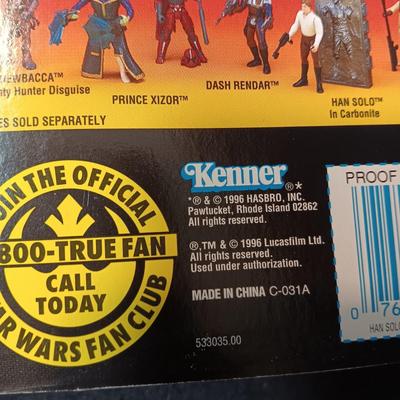 EWBACCA™
ty Hunter Disguise
PRINCE XIZOR™
DASH RENDAR™
HAN SOLO™
In Carbonite
ES SOLD SEPARATELY
IN THE OFFICIAL
800-TRUE FAN
CALL
TODAY
AR WARS FAN CLUB
Kenner®*
*® & © 1996 HASBRO, INC.
Pawtucket, Rhode Island 02862
All rights reserved.
®,™ & © 1996 Lucasfilm Ltd.
All rights reserved.
Used under authorization.
MADE IN CHINA C-031A
533035.00
PROOF
0 76
HAN SOLO